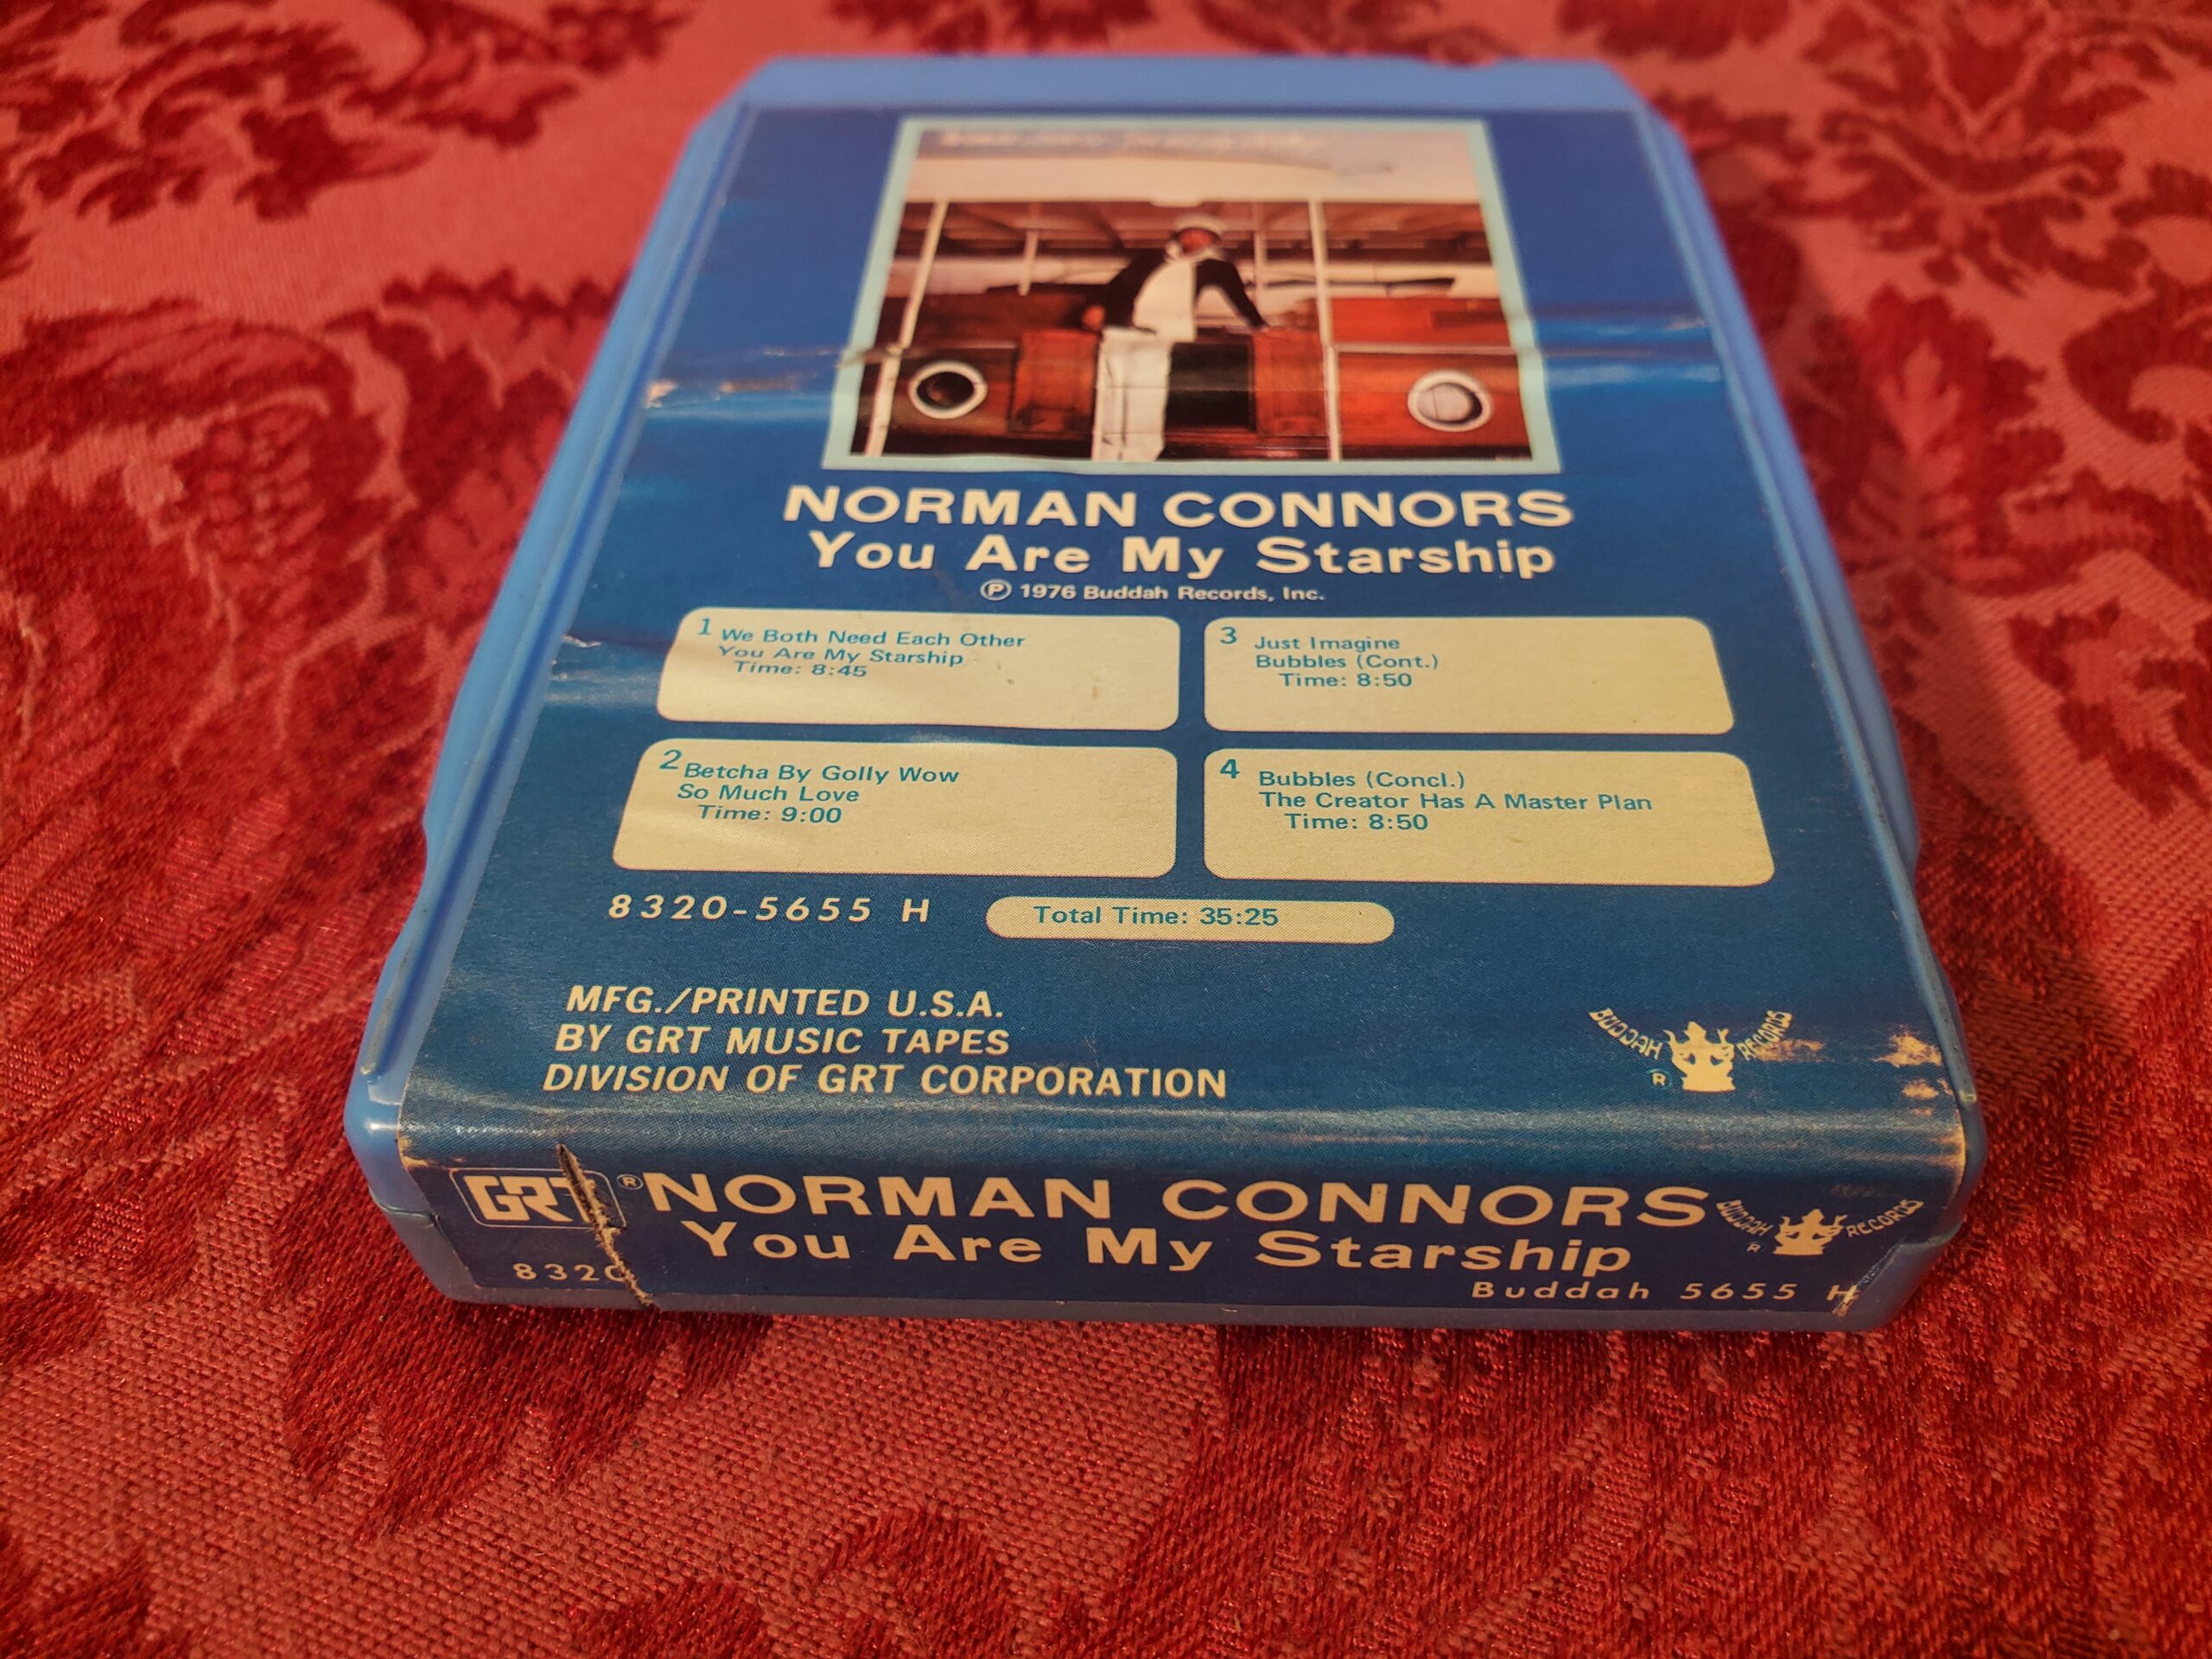 NORMAN CONNORS
You Are My Starship
Ⓟ 1976 Buddah Records, Inc.
1 We Both Need Each Other
You Are My Starship
Time: 8:45
2 Betcha By Golly Wow
So Much Love
Time: 9:00
3 Just Imagine
Bubbles (Cont.)
Time: 8:50
4 Bubbles (Concl.)
The Creator Has A Master Plan
Time: 8:50
8320-5655 H
Total Time: 35:25
MFG./PRINTED U.S.A.
BY GRT MUSIC TAPES
DIVISION OF GRT CORPORATION
BUDDAH RECORDS
®
GRT ® NORMAN CONNORS
You Are My Starship
BUDDAH RECORDS
R
8320
Buddah 5655 H